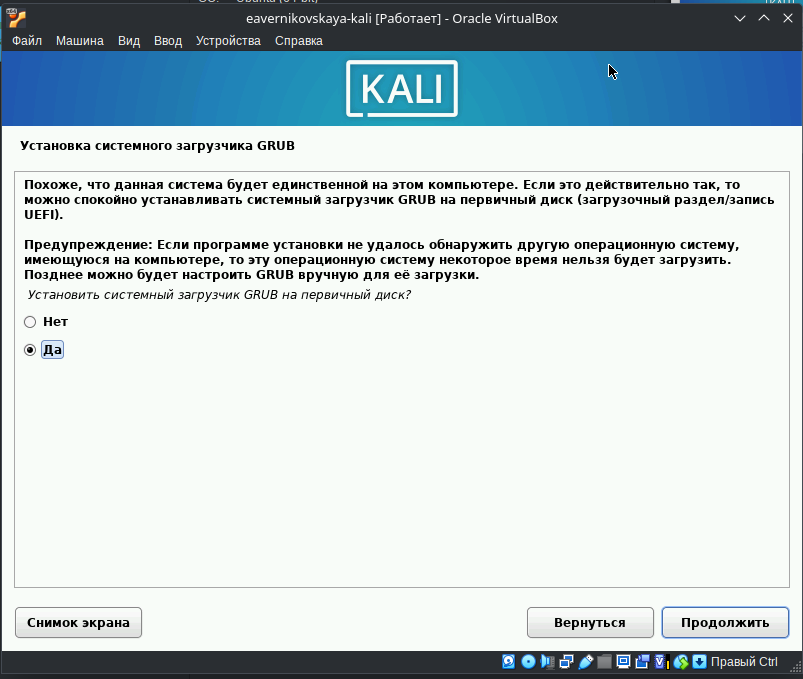 eavernikovskaya-kali [Работает] - Oracle VirtualBox
Файл Машина Вид Ввод Устройства Справка
KALI
Установка системного загрузчика GRUB
Похоже, что данная система будет единственной на этом компьютере. Если это действительно так, то
можно спокойно устанавливать системный загрузчик GRUB на первичный диск (загрузочный раздел/запись
UEFI).
Предупреждение: Если программе установки не удалось обнаружить другую операционную систему,
имеющуюся на компьютере, то эту операционную систему некоторое время нельзя будет загрузить.
Позднее можно будет настроить GRUB вручную для её загрузки.
Установить системный загрузчик GRUB на первичный диск?
Нет
Да
Снимок экрана Вернуться Продолжить
Правый Ctrl